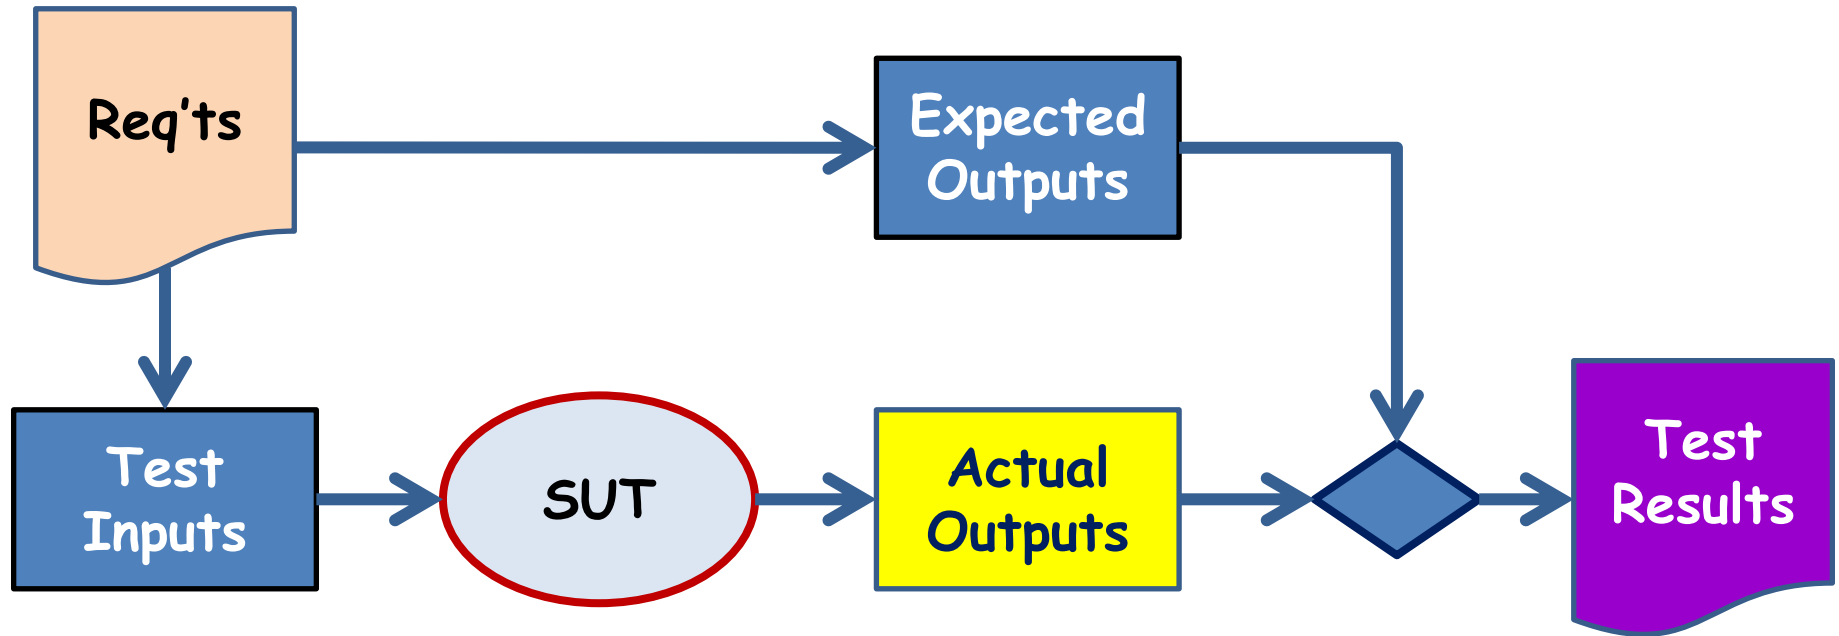 Req'ts
Expected
Outputs
Test
Inputs
SUT
Actual
Outputs
Test
Results